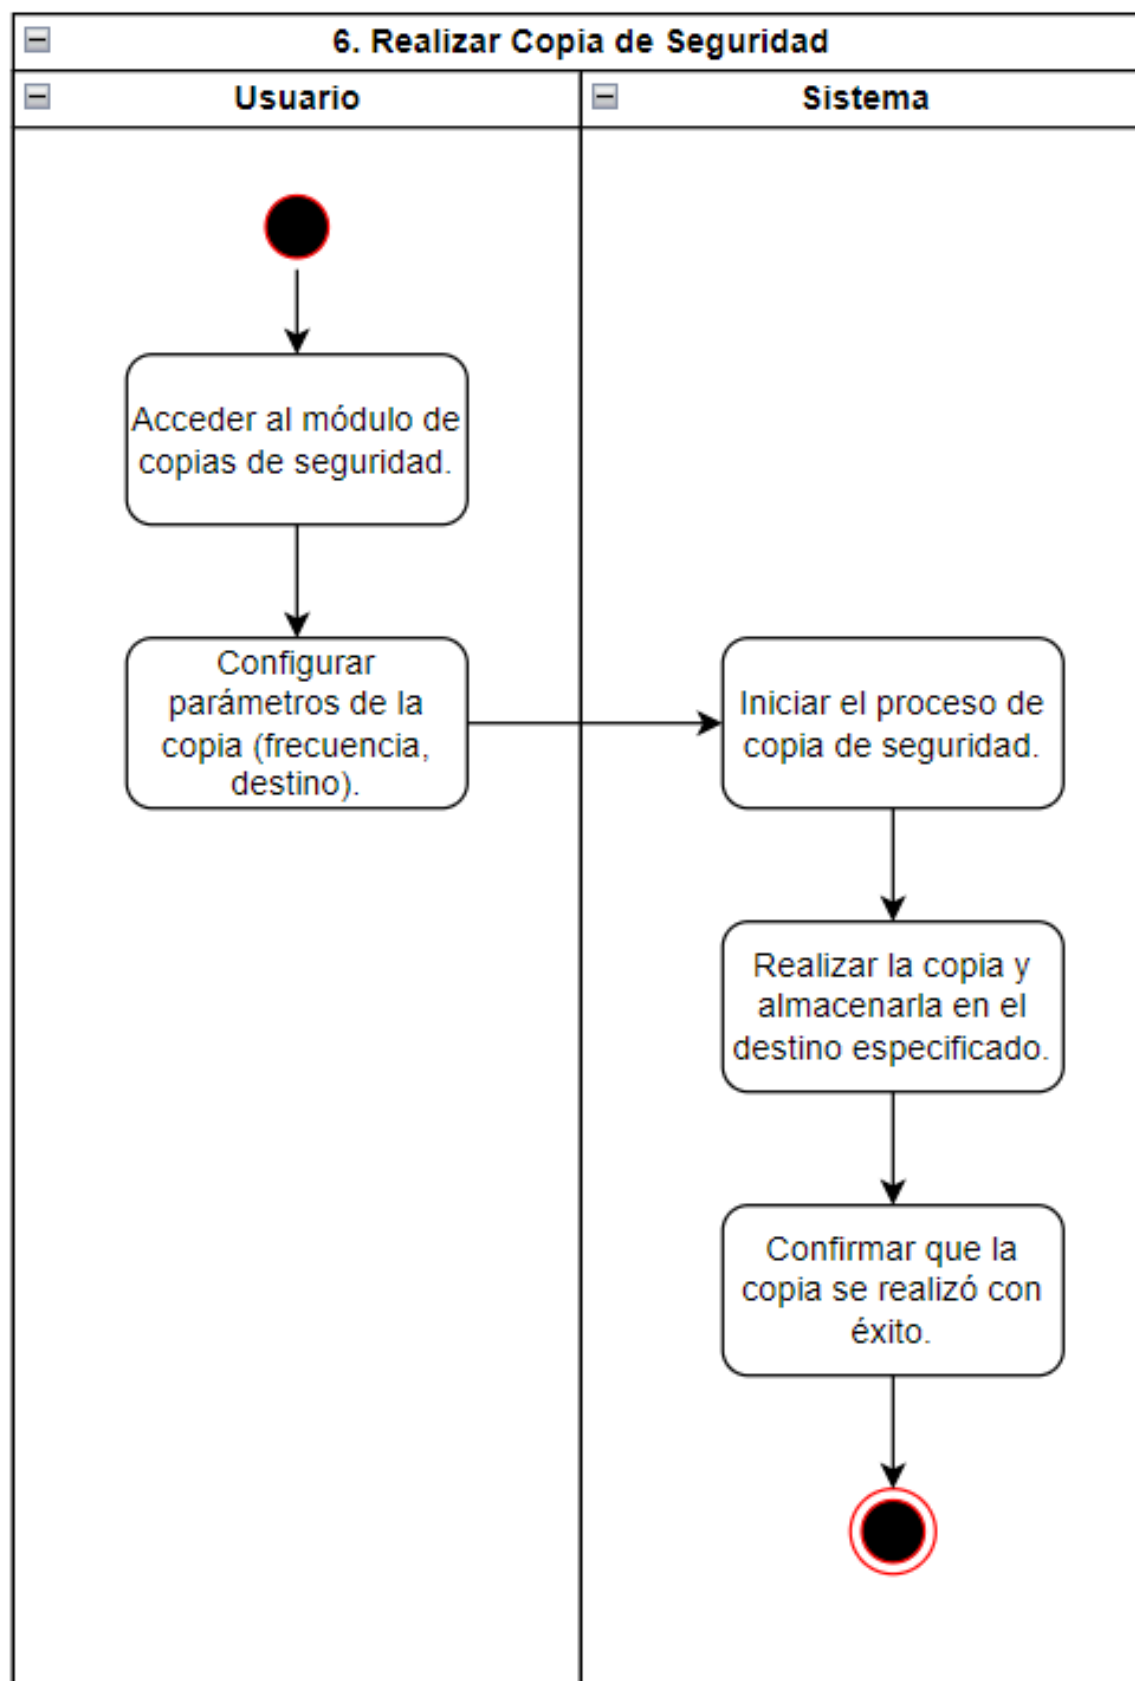 6. Realizar Copia de Seguridad
Usuario
Sistema
Acceder al módulo de
copias de seguridad.
Configurar
parámetros de la
copia (frecuencia,
destino).
Iniciar el proceso de
copia de seguridad.
Realizar la copia y
almacenarla en el
destino especificado.
Confirmar que la
copia se realizó con
éxito.